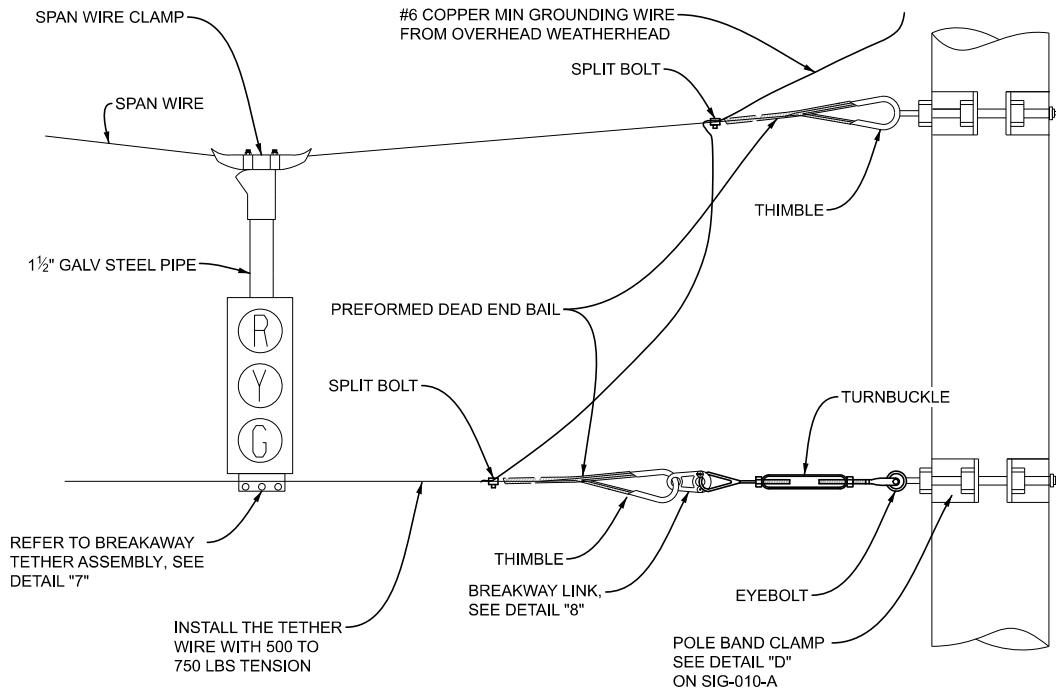 SPAN WIRE CLAMP
#6 COPPER MIN GROUNDING WIRE
FROM OVERHEAD WEATHERHEAD
SPLIT BOLT
SPAN WIRE
THIMBLE
1½" GALV STEEL PIPE
PREFORMED DEAD END BAIL
R
Y
G
SPLIT BOLT
TURNBUCKLE
REFER TO BREAKAWAY
TETHER ASSEMBLY, SEE
DETAIL "7"
THIMBLE
BREAKWAY LINK,
SEE DETAIL "8"
EYEBOLT
INSTALL THE TETHER
WIRE WITH 500 TO
750 LBS TENSION
POLE BAND CLAMP
SEE DETAIL "D"
ON SIG-010-A